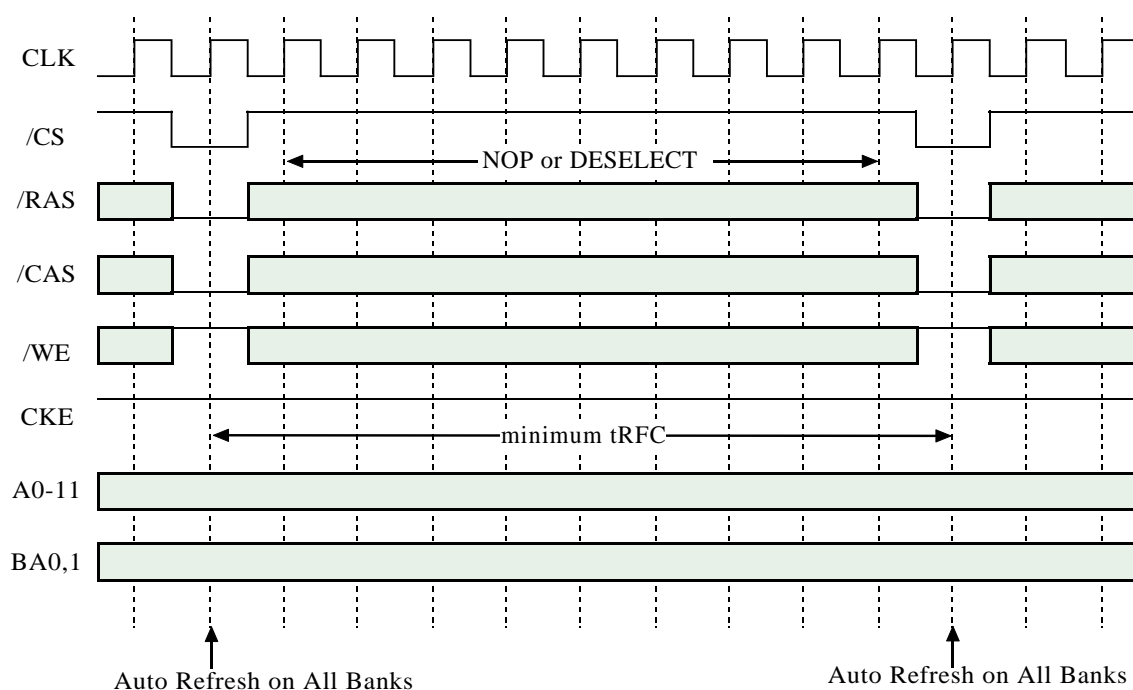 CLK
/CS
NOP or DESELECT
/RAS
/CAS
/WE
CKE
minimum tRFC
A0-11
BA0,1
Auto Refresh on All Banks
Auto Refresh on All Banks